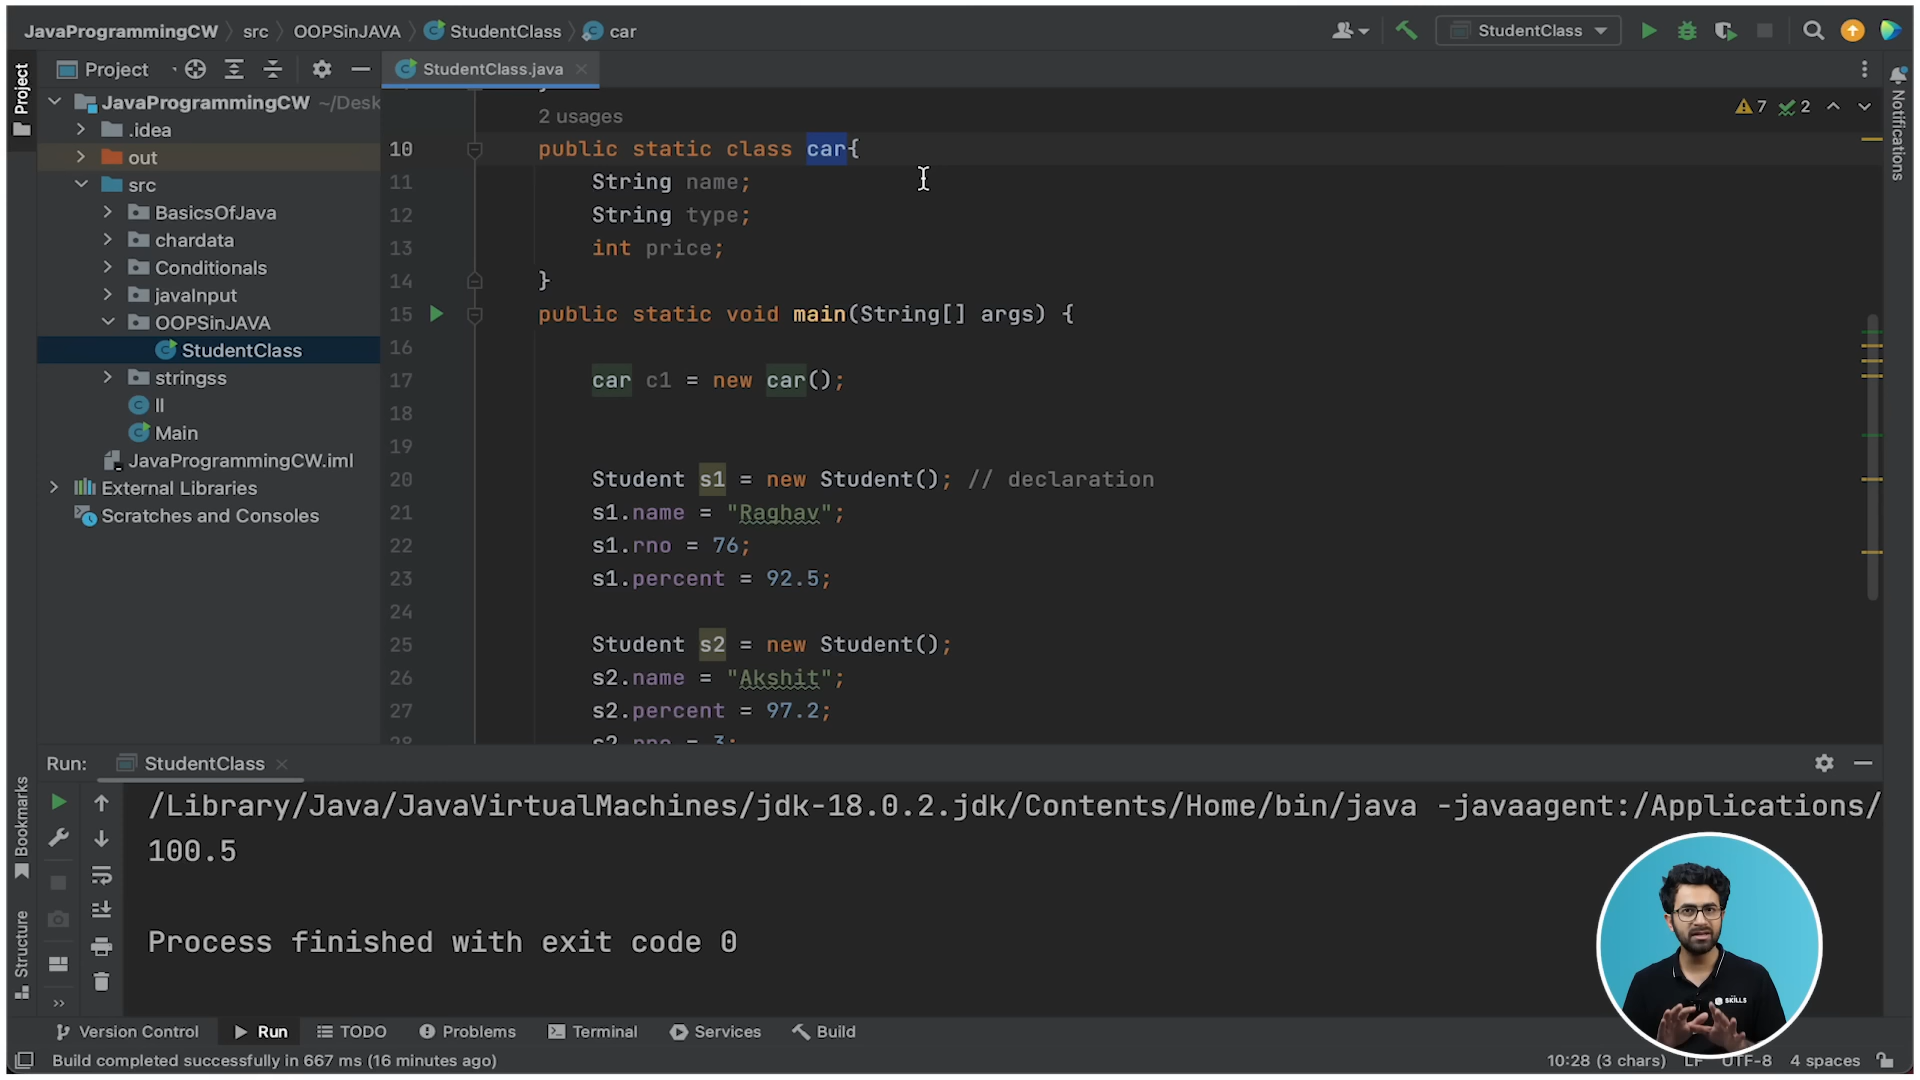 JavaProgrammingCW src OOPSinJAVA StudentClass car
StudentClass
Project
Project
StudentClass.java
Notifications
JavaProgrammingCW ~/Desk
.idea
out
src
BasicsOfJava
chardata
Conditionals
javaInput
OOPSinJAVA
StudentClass
stringss
ll
Main
JavaProgrammingCW.iml
External Libraries
Scratches and Consoles
2 usages
7 2
10 public static class car{
11 String name;
12 String type;
13 int price;
14 }
15 public static void main(String[] args) {
16
17 car c1 = new car();
18
19
20 Student s1 = new Student(); // declaration
21 s1.name = "Raghav";
22 s1.rno = 76;
23 s1.percent = 92.5;
24
25 Student s2 = new Student();
26 s2.name = "Akshit";
27 s2.percent = 97.2;
28 s2.rno = 3;
Run: StudentClass
Bookmarks
Structure
/Library/Java/JavaVirtualMachines/jdk-18.0.2.jdk/Contents/Home/bin/java -javaagent:/Applications/
100.5
Process finished with exit code 0
SKILLS
Version Control Run TODO Problems Terminal Services Build
Build completed successfully in 667 ms (16 minutes ago)
10:28 (3 chars) LF UTF-8 4 spaces